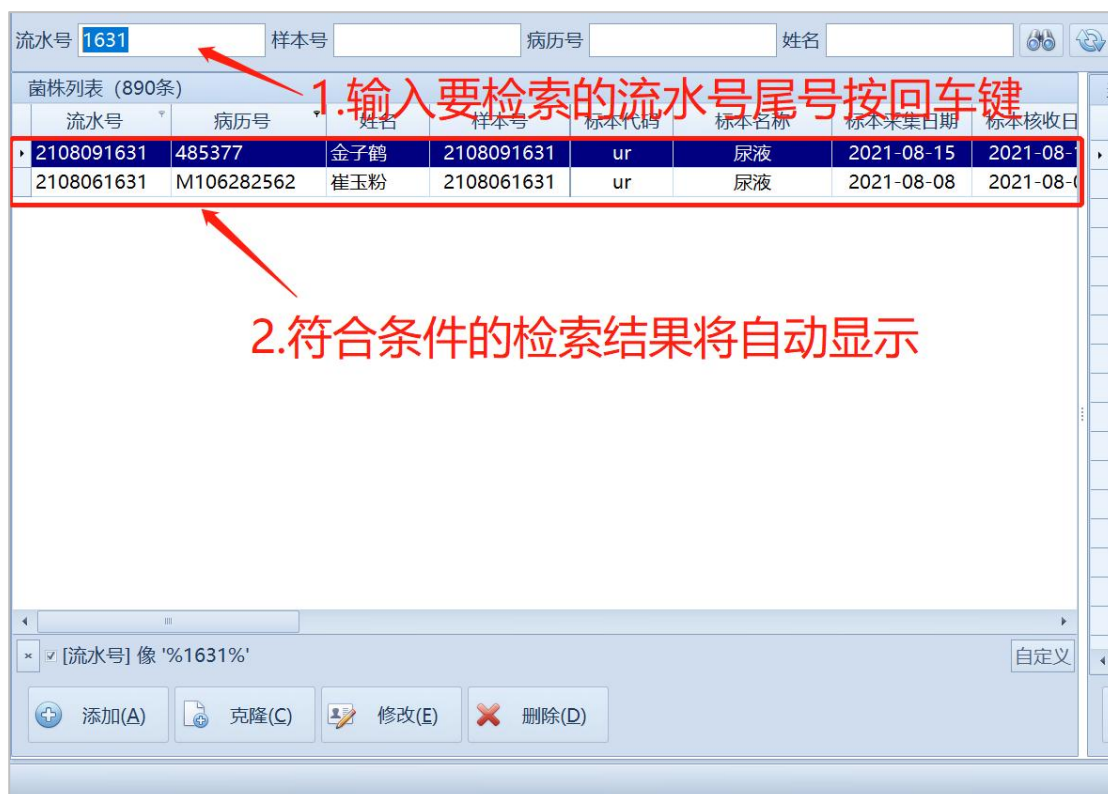 流水号 1631 样本号 病历号 姓名
菌株列表 (890条)
1.输入要检索的流水号尾号按回车键
流水号 病历号 姓名 样本号 标本代码 标本名称 标本采集日期 标本核收日
2108091631 485377 金子鹤 2108091631 ur 尿液 2021-08-15 2021-08-1
2108061631 M106282562 崔玉粉 2108061631 ur 尿液 2021-08-08 2021-08-0
2.符合条件的检索结果将自动显示
[流水号] 像 '%1631%' 自定义
添加(A) 克隆(C) 修改(E) 删除(D)